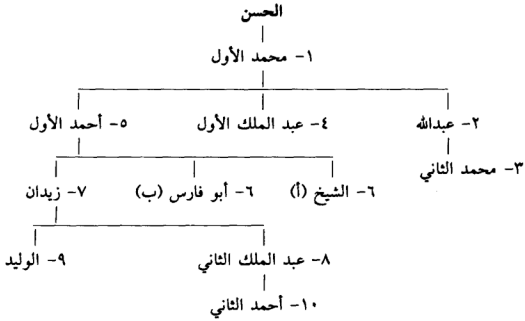 الحسن
١- محمد الأول
٢- عبدالله ٤- عبد الملك الأول ٥- أحمد الأول
٣- محمد الثاني
٦- الشيخ (أ) ٦- أبو فارس (ب) ٧- زيدان
٨- عبد الملك الثاني ٩- الوليد
١٠- أحمد الثاني